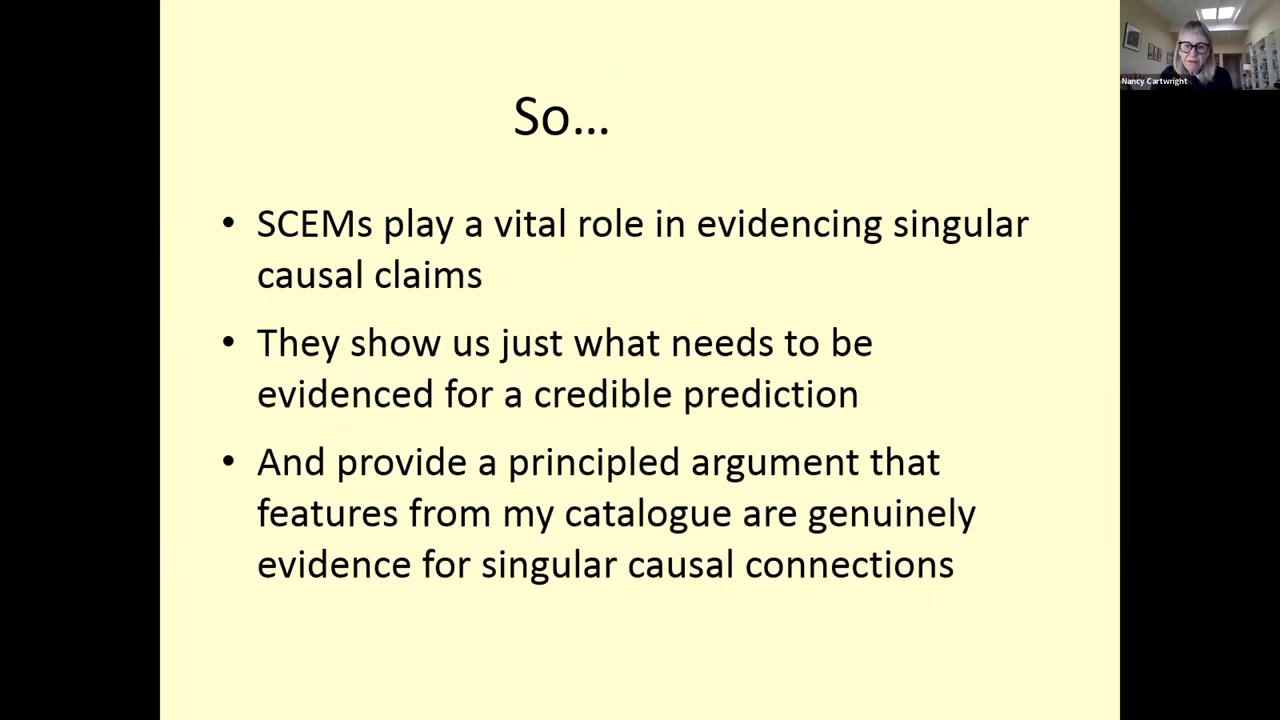 So…
• SCEMs play a vital role in evidencing singular
causal claims
• They show us just what needs to be
evidenced for a credible prediction
• And provide a principled argument that
features from my catalogue are genuinely
evidence for singular causal connections
Nancy Cartwright